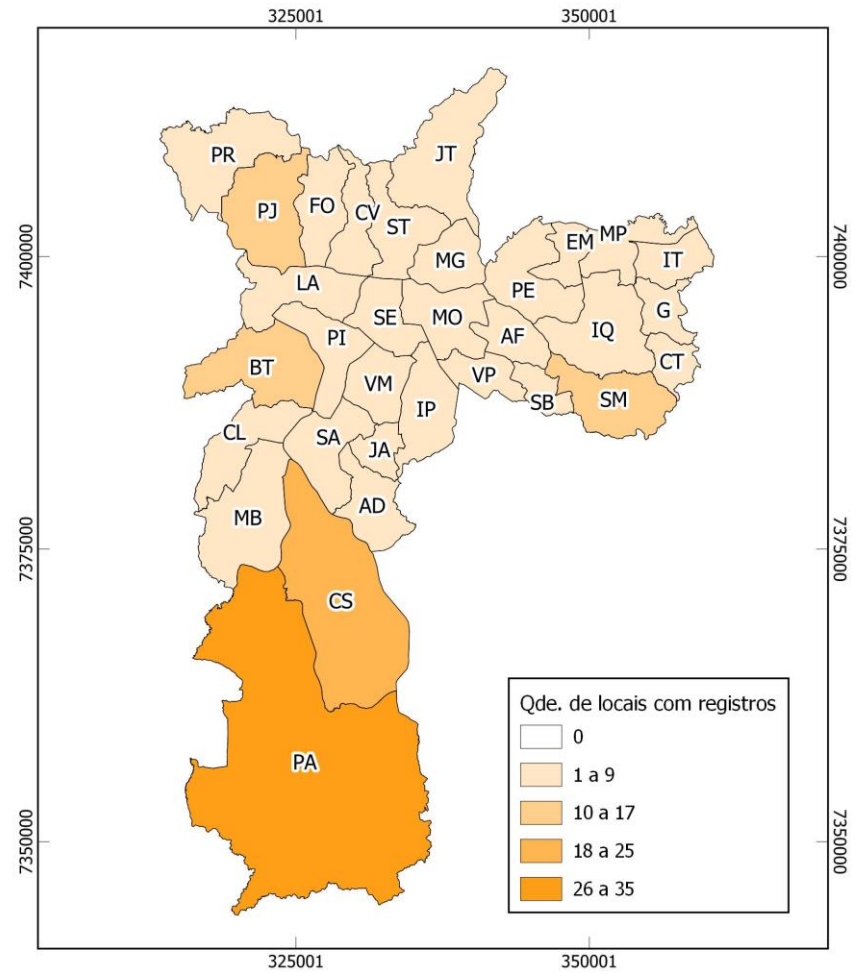 325001 350001
JT
PR
PJ FO CV ST
EM MP
MG IT
7400000 7400000
LA PE
SE MO G
PI AF IQ
BT VM VP CT
IP SB SM
CL SA JA
MB AD
7375000 7375000
CS
Qde. de locais com registros
0
PA
1 a 9
10 a 17
7350000 7350000
18 a 25
26 a 35
325001 350001